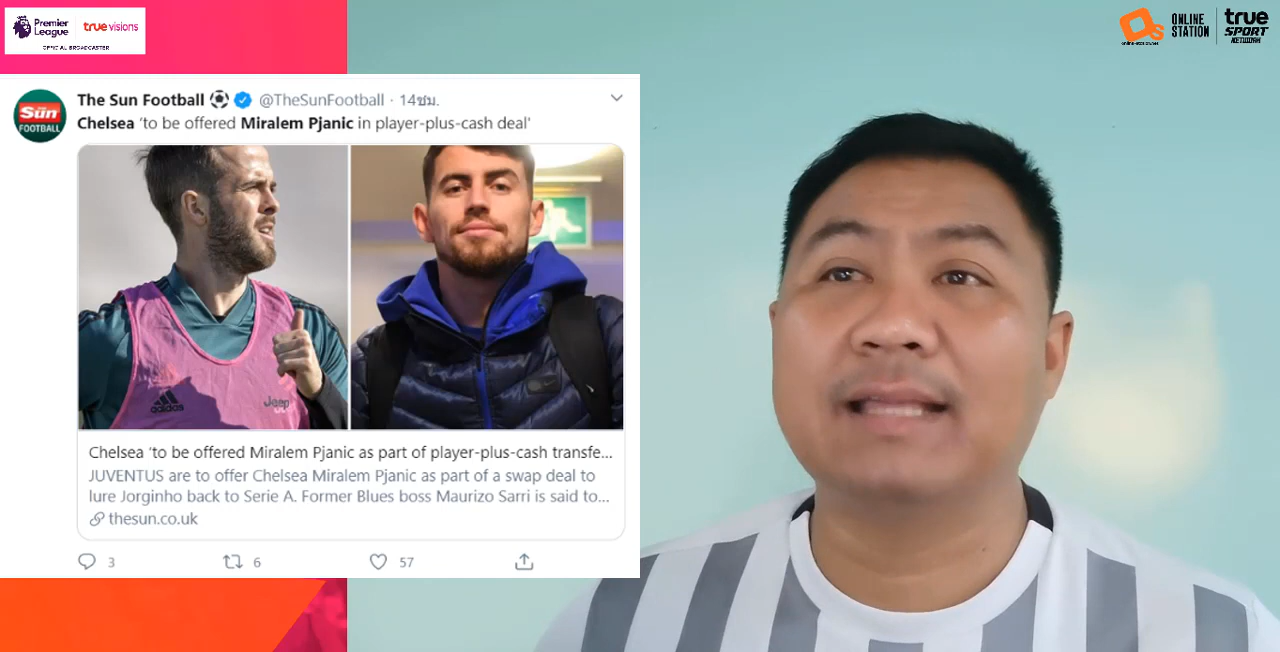 Premier League
true visions
OFFICIAL BROADCASTER
ONLINE STATION
online-station.net
true SPORT NETWORK
The Sun Football
@TheSunFootball · 14ชม.
Chelsea 'to be offered Miralem Pjanic in player-plus-cash deal'
Sun
FOOTBALL
adidas
Jeep
Chelsea 'to be offered Miralem Pjanic as part of player-plus-cash transfe...
JUVENTUS are to offer Chelsea Miralem Pjanic as part of a swap deal to
lure Jorginho back to Serie A. Former Blues boss Maurizo Sarri is said to...
thesun.co.uk
3
6
57